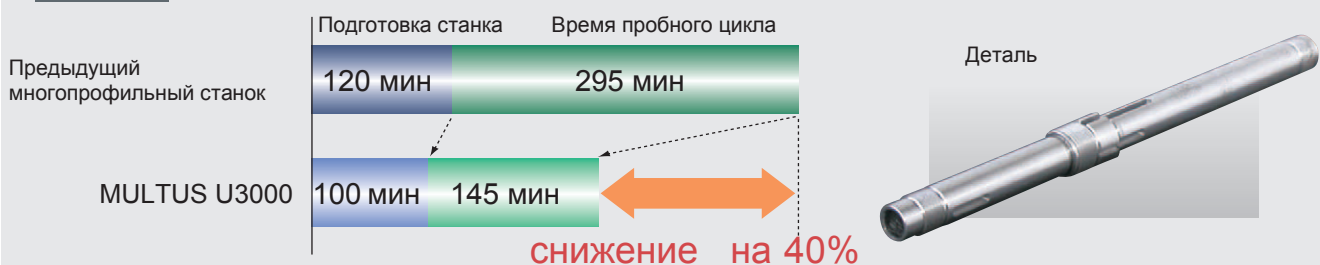 Подготовка станка
Время пробного цикла
Предыдущий
многопрофильный станок
120 мин
295 мин
Деталь
MULTUS U3000
100 мин
145 мин
снижение на 40%